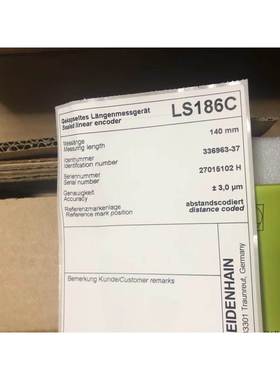 Gekapseltes Längenmessgerät
Sealed linear encoder
LS186C
Messlänge
Measuring length
140 mm
Identnummer
Identification number
336963-37
Seriennummer
Serial number
27015102 H
Genauigkeit
Accuracy
± 3,0 µm
Referenzmarkenlage
Reference mark position
abstandscodiert
distance coded
Bemerkung Kunde/Customer remarks
EIDENHAIN
3301 Traunreut, Germany